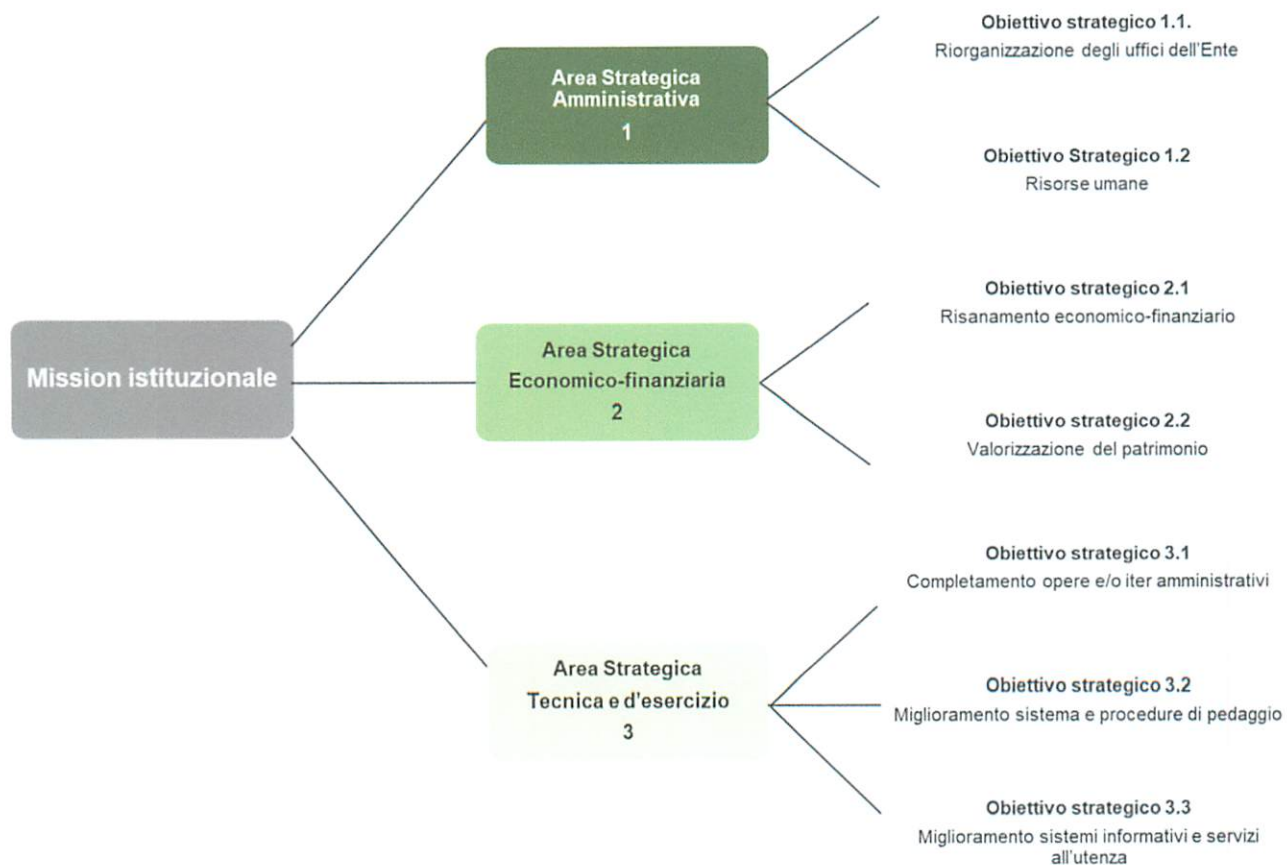 Mission istituzionale
Area Strategica
Amministrativa
1
Obiettivo strategico 1.1.
Riorganizzazione degli uffici dell'Ente
Obiettivo Strategico 1.2
Risorse umane
Area Strategica
Economico-finanziaria
2
Obiettivo strategico 2.1
Risanamento economico-finanziario
Obiettivo strategico 2.2
Valorizzazione del patrimonio
Area Strategica
Tecnica e d'esercizio
3
Obiettivo strategico 3.1
Completamento opere e/o iter amministrativi
Obiettivo strategico 3.2
Miglioramento sistema e procedure di pedaggio
Obiettivo strategico 3.3
Miglioramento sistemi informativi e servizi
all'utenza